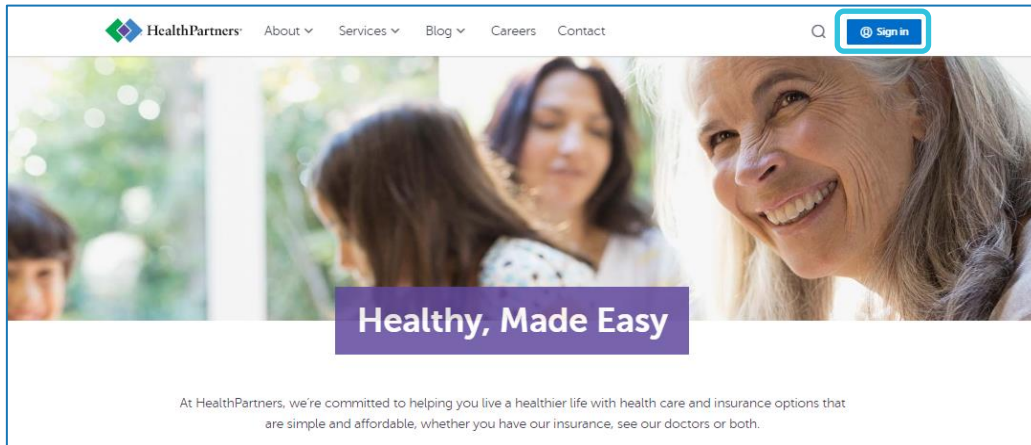 HealthPartners® About Services Blog Careers Contact Sign in
Healthy, Made Easy
At HealthPartners, we're committed to helping you live a healthier life with health care and insurance options that
are simple and affordable, whether you have our insurance, see our doctors or both.